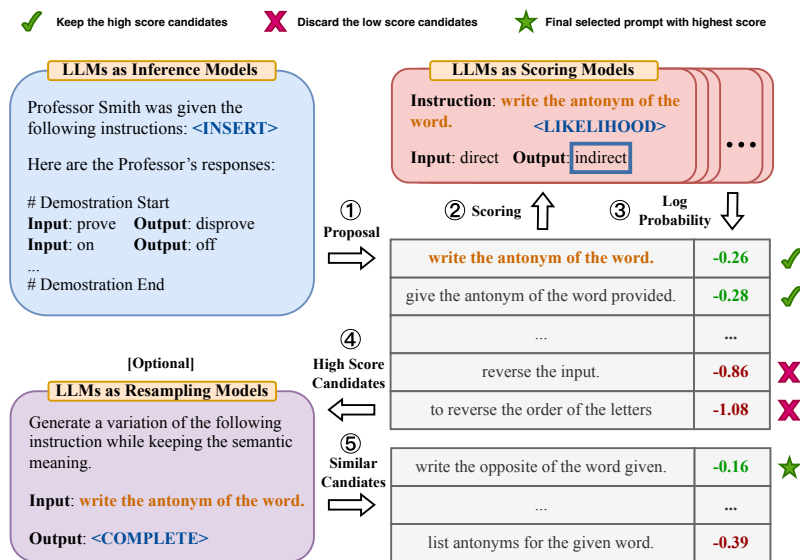 Keep the high score candidates
Discard the low score candidates
Final selected prompt with highest score
LLMs as Inference Models
Professor Smith was given the
following instructions: <INSERT>
Here are the Professor's responses:
# Demostration Start
Input: prove Output: disprove
Input: on Output: off
...
# Demostration End
① Proposal
LLMs as Scoring Models
Instruction: write the antonym of the
word. <LIKELIHOOD>
Input: direct Output: indirect
...
② Scoring
③ Log
Probability
write the antonym of the word. -0.26
give the antonym of the word provided. -0.28
... ...
reverse the input. -0.86
to reverse the order of the letters -1.08
④
High Score
Candidates
[Optional]
LLMs as Resampling Models
Generate a variation of the following
instruction while keeping the semantic
meaning.
Input: write the antonym of the word.
Output: <COMPLETE>
⑤
Similar
Candiates
write the opposite of the word given. -0.16
... ...
list antonyms for the given word. -0.39